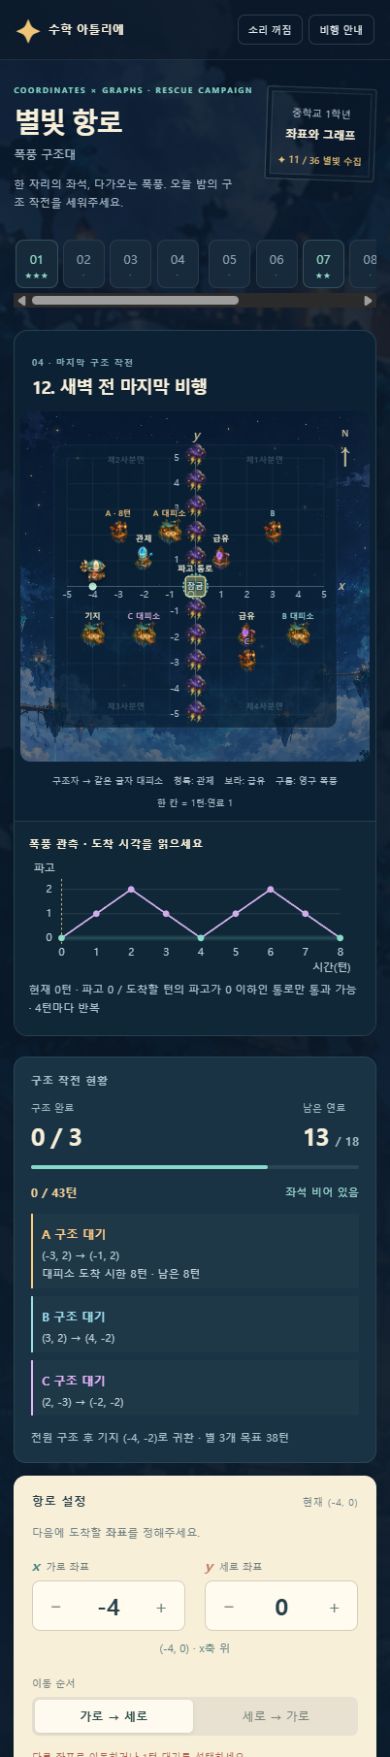 수학 아틀리에
소리 꺼짐
비행 안내
COORDINATES × GRAPHS · RESCUE CAMPAIGN
별빛 항로
폭풍 구조대
한 자리의 좌석, 다가오는 폭풍. 오늘 밤의 구
조 작전을 세워주세요.
중학교 1학년
좌표와 그래프
✦ 11 / 36 별빛 수집
01 02 03 04 05 06 07 08
★★★ · · · · · ★★ ·
04 · 마지막 구조 작전
12. 새벽 전 마지막 비행
y
N
제2사분면
제1사분면
5
4
A · 8턴
A 대피소
B
관제
급유
1
파고 통로
잠금
-5 -4 -3 -2 -1 1 2 3 4 5
x
-1
기지
C 대피소
급유
B 대피소
C
-2
-3
-4
제3사분면
제4사분면
-5
구조자 → 같은 글자 대피소 청록: 관제 보라: 급유 구름: 영구 폭풍
한 칸 = 1턴·연료 1
폭풍 관측 · 도착 시각을 읽으세요
파고
2
1
0
0 1 2 3 4 5 6 7 8
시간(턴)
현재 0턴 · 파고 0 / 도착할 턴의 파고가 0 이하인 통로만 통과 가능
· 4턴마다 반복
구조 작전 현황
구조 완료
남은 연료
0 / 3
13 / 18
0 / 43턴
좌석 비어 있음
A 구조 대기
(-3, 2) → (-1, 2)
대피소 도착 시한 8턴 · 남은 8턴
B 구조 대기
(3, 2) → (4, -2)
C 구조 대기
(2, -3) → (-2, -2)
전원 구조 후 기지 (-4, -2)로 귀환 · 별 3개 목표 38턴
항로 설정
현재 (-4, 0)
다음에 도착할 좌표를 정해주세요.
x 가로 좌표
y 세로 좌표
− -4 +
− 0 +
(-4, 0) · x축 위
이동 순서
가로 → 세로
세로 → 가로